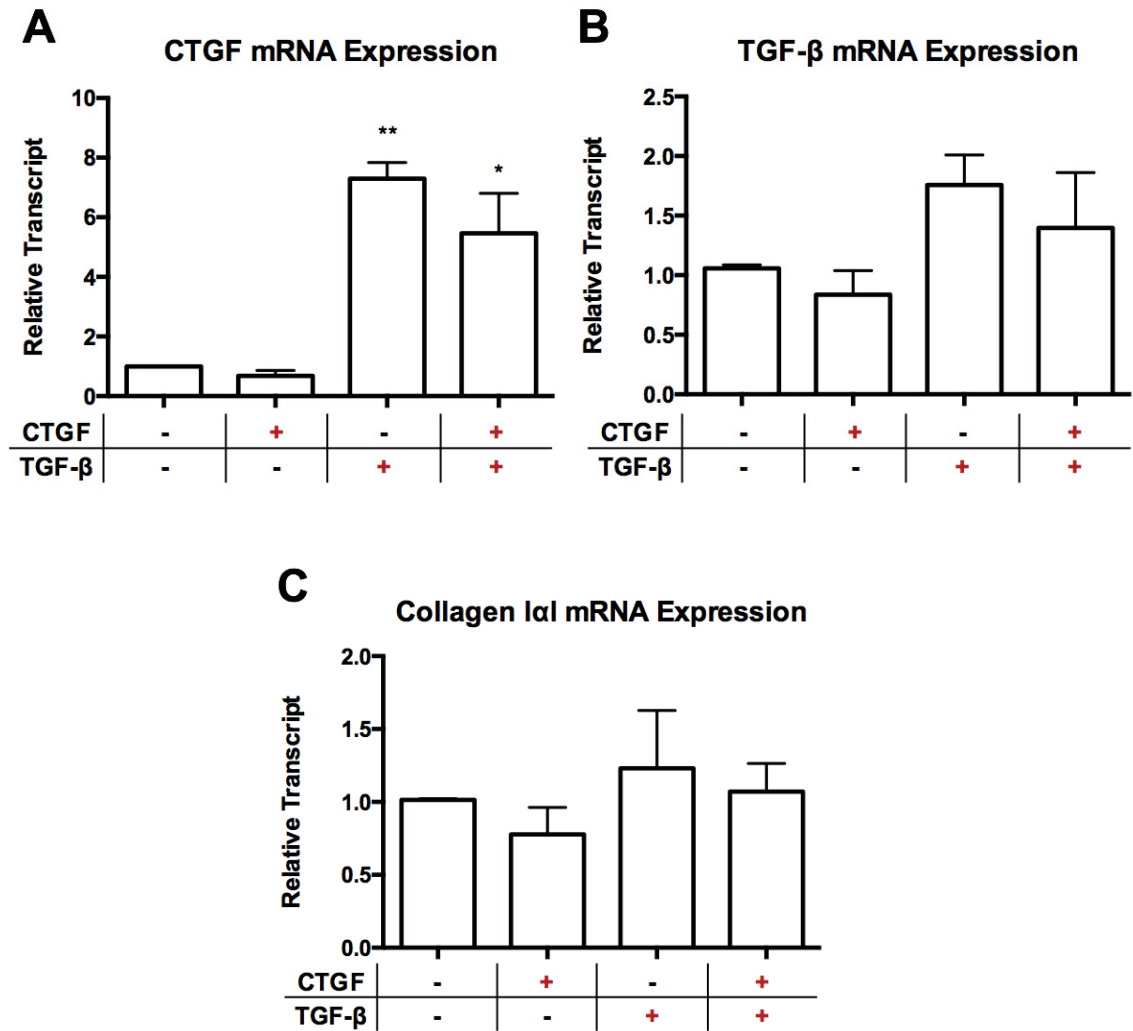 A
CTGF mRNA Expression
Relative Transcript
10
8
6
4
2
0
**
*
CTGF - + - +
TGF-β - - + +
B
TGF-β mRNA Expression
Relative Transcript
2.5
2.0
1.5
1.0
0.5
0.0
CTGF - + - +
TGF-β - - + +
C
Collagen IαI mRNA Expression
Relative Transcript
2.0
1.5
1.0
0.5
0.0
CTGF - + - +
TGF-β - - + +